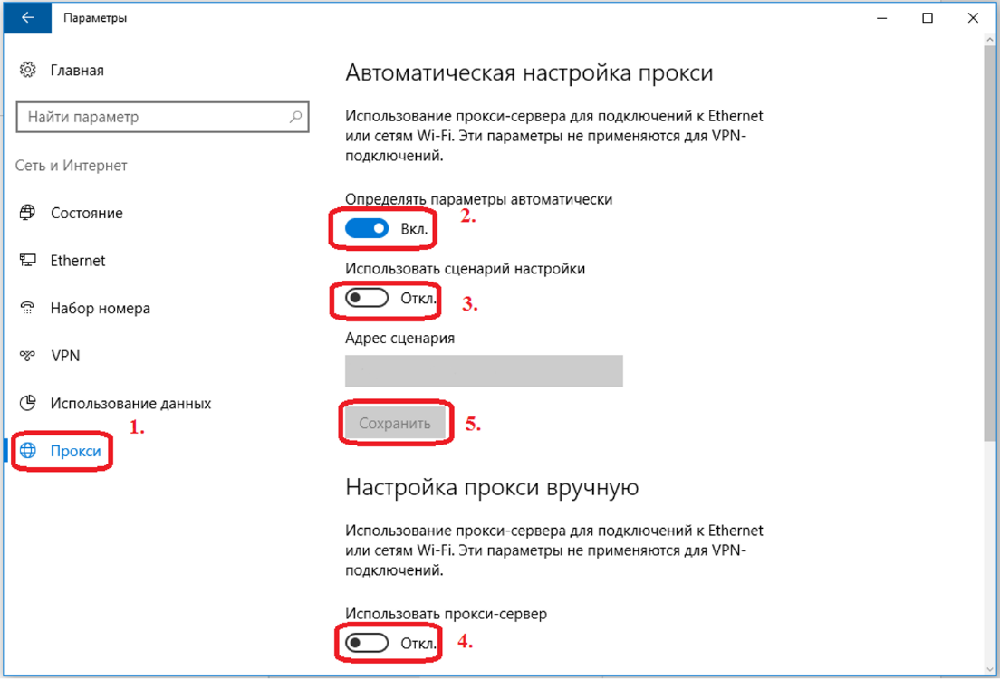 Параметры
Главная
Найти параметр
Сеть и Интернет
Состояние
Ethernet
Набор номера
VPN
Использование данных
1.
Прокси
Автоматическая настройка прокси
Использование прокси-сервера для подключений к Ethernet
или сетям Wi-Fi. Эти параметры не применяются для VPN-
подключений.
Определять параметры автоматически
Вкл.
2.
Использовать сценарий настройки
Откл.
3.
Адрес сценария
Сохранить
5.
Настройка прокси вручную
Использование прокси-сервера для подключений к Ethernet
или сетям Wi-Fi. Эти параметры не применяются для VPN-
подключений.
Использовать прокси-сервер
Откл.
4.